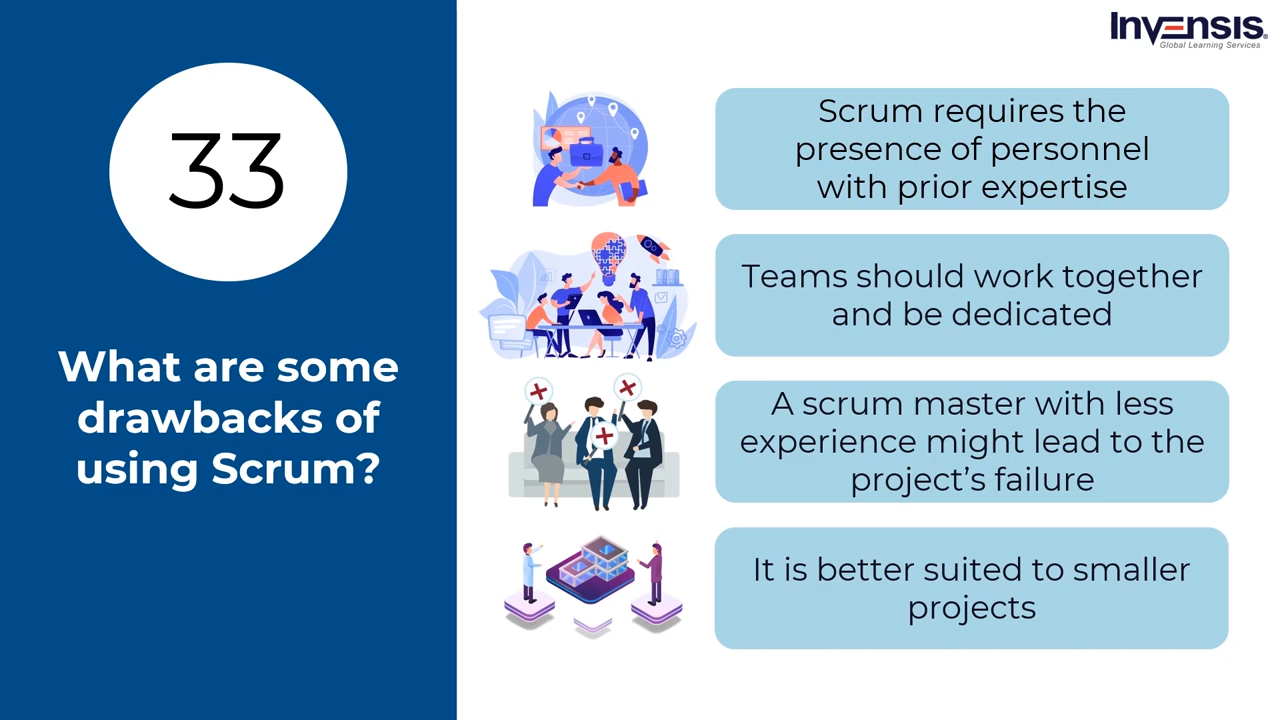 Invensis
Global Learning Services
33
What are some
drawbacks of
using Scrum?
Scrum requires the
presence of personnel
with prior expertise
Teams should work together
and be dedicated
A scrum master with less
experience might lead to the
project's failure
It is better suited to smaller
projects